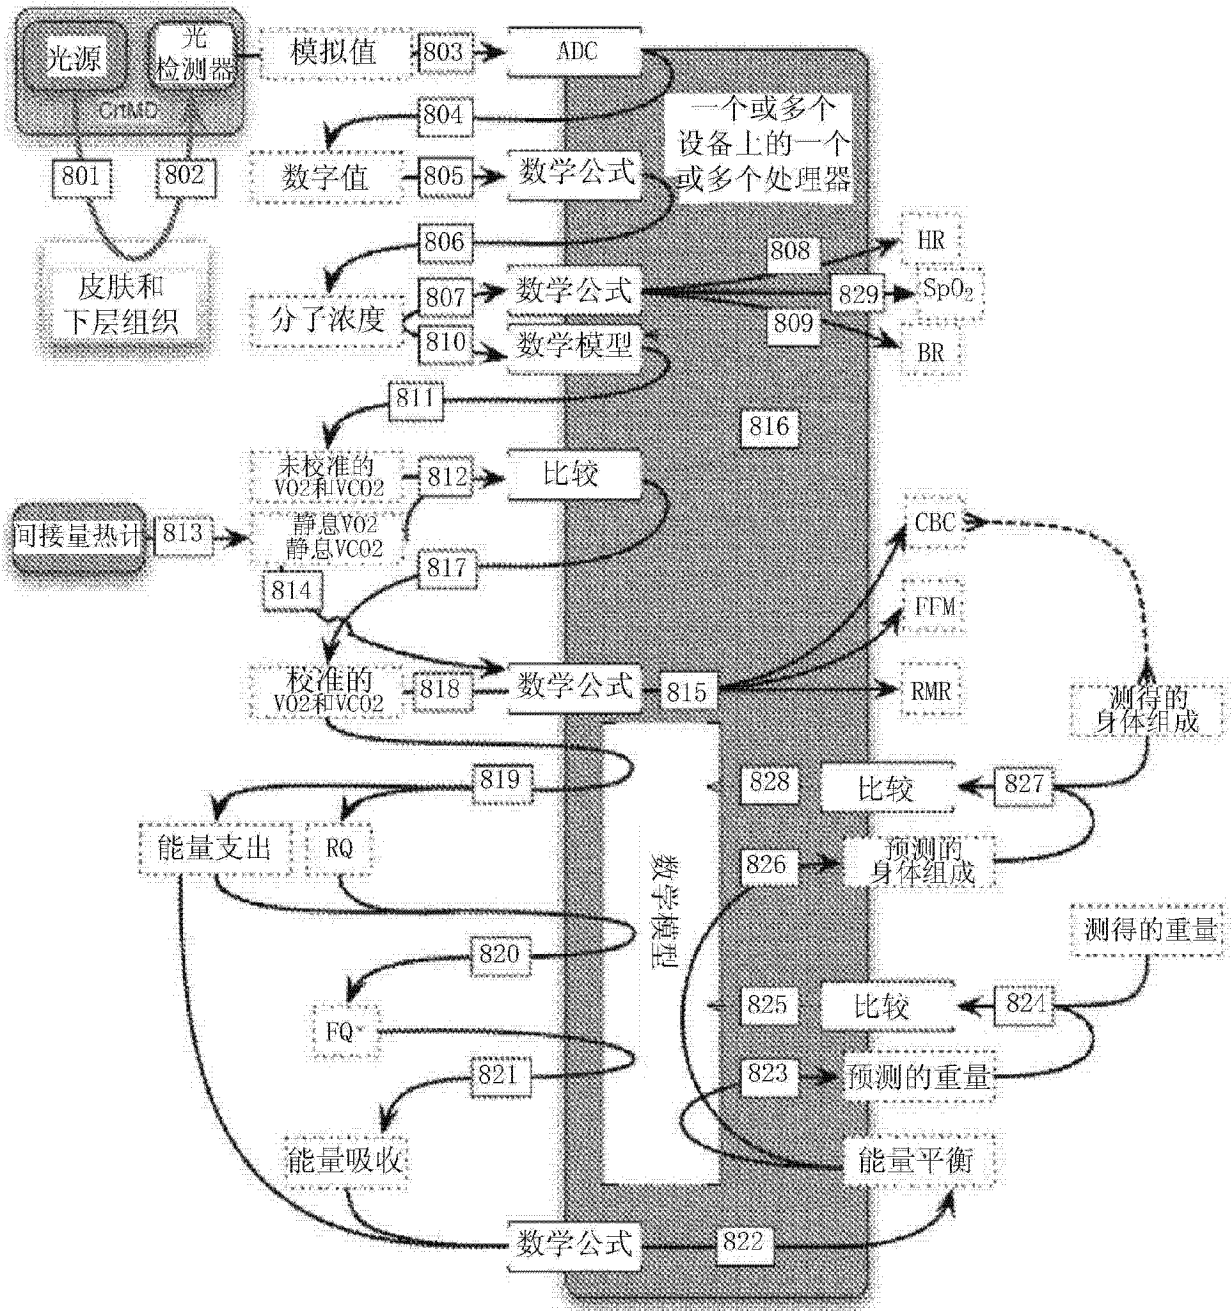 光源
光
检测器
CntMD
模拟值
803
ADC
804
一个或多个
设备上的一个
或多个处理器
801
802
数字值
805
数学公式
806
皮肤和
下层组织
分子浓度
807
数学公式
808
HR
829
SpO₂
809
BR
810
数学模型
811
816
未校准的
VO2和VCO2
812
比较
间接量热计
813
静息VO2
静息VCO2
CBC
817
814
FFM
校准的
VO2和VCO2
818
数学公式
815
RMR
测得的
身体组成
819
828
比较
827
能量支出
RQ
数学模型
826
预测的
身体组成
820
测得的重量
FQ
825
比较
824
821
823
预测的重量
能量吸收
能量平衡
数学公式
822